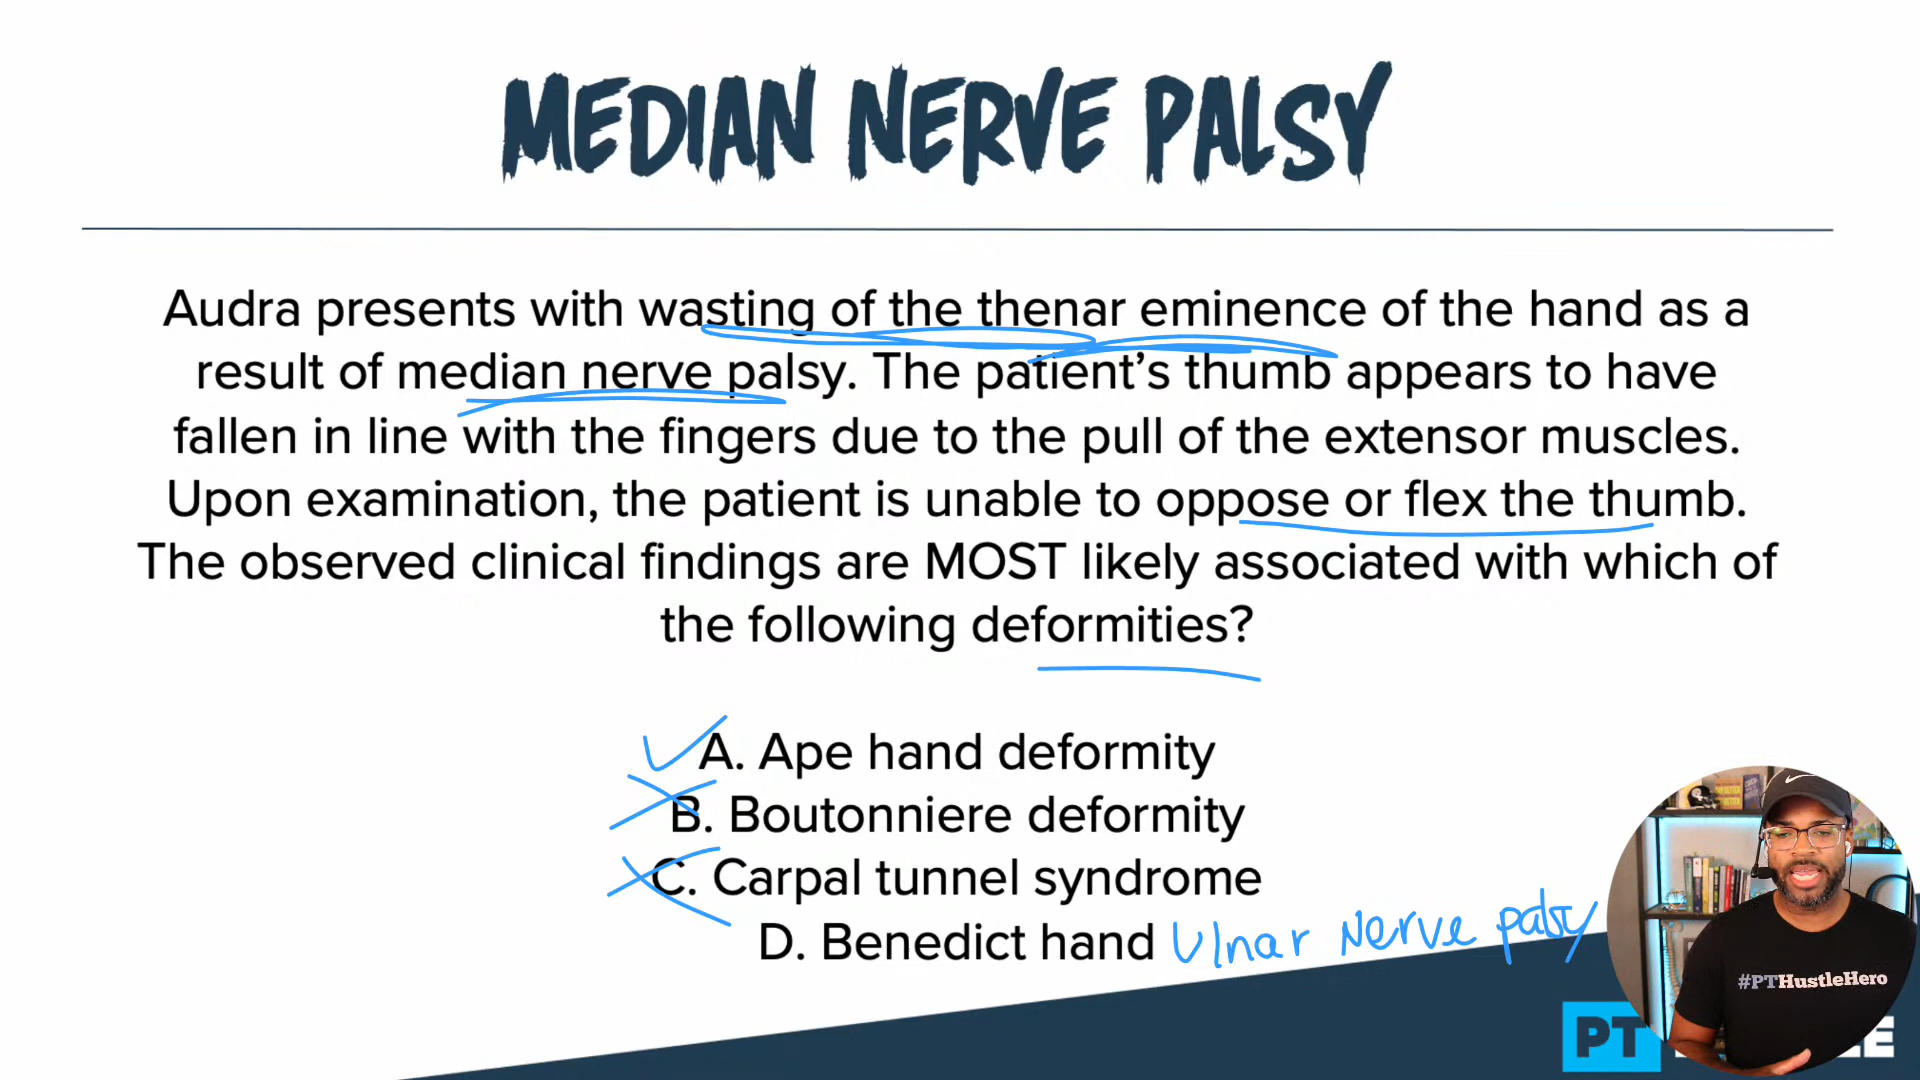 MEDIAN NERVE PALSY
Audra presents with wasting of the thenar eminence of the hand as a
result of median nerve palsy. The patient's thumb appears to have
fallen in line with the fingers due to the pull of the extensor muscles.
Upon examination, the patient is unable to oppose or flex the thumb.
The observed clinical findings are MOST likely associated with which of
the following deformities?
A. Ape hand deformity
B. Boutonniere deformity
C. Carpal tunnel syndrome
D. Benedict hand Ulnar Nerve palsy
#PTHustleHero
PT